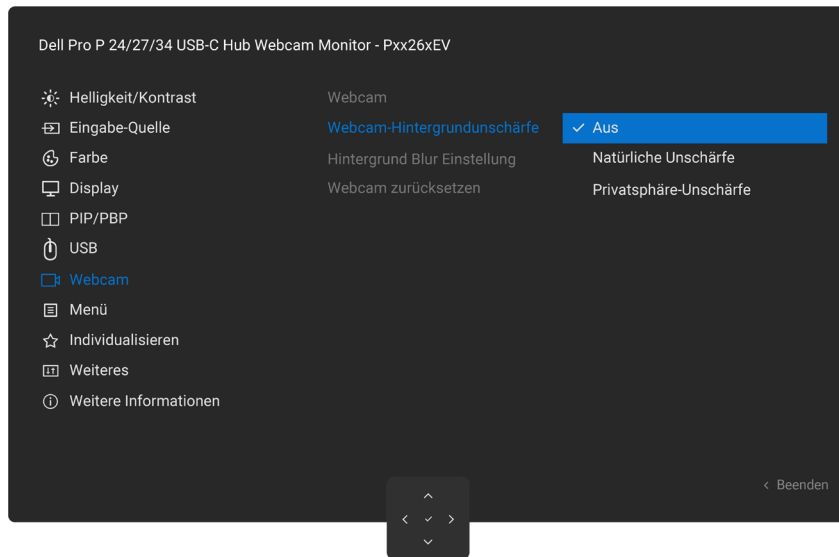 Dell Pro P 24/27/34 USB-C Hub Webcam Monitor - Pxx26xEV
Helligkeit/Kontrast
Eingabe-Quelle
Farbe
Display
PIP/PBP
USB
Webcam
Menü
Individualisieren
Weiteres
Weitere Informationen
Webcam
Webcam-Hintergrundunschärfe
Hintergrund Blur Einstellung
Webcam zurücksetzen
Aus
Natürliche Unschärfe
Privatsphäre-Unschärfe
Beenden